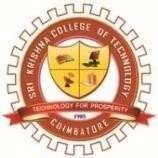 SRI KRISHNA COLLEGE OF TECHNOLOGY
TECHNOLOGY FOR PROSPERITY
1985
COIMBATORE